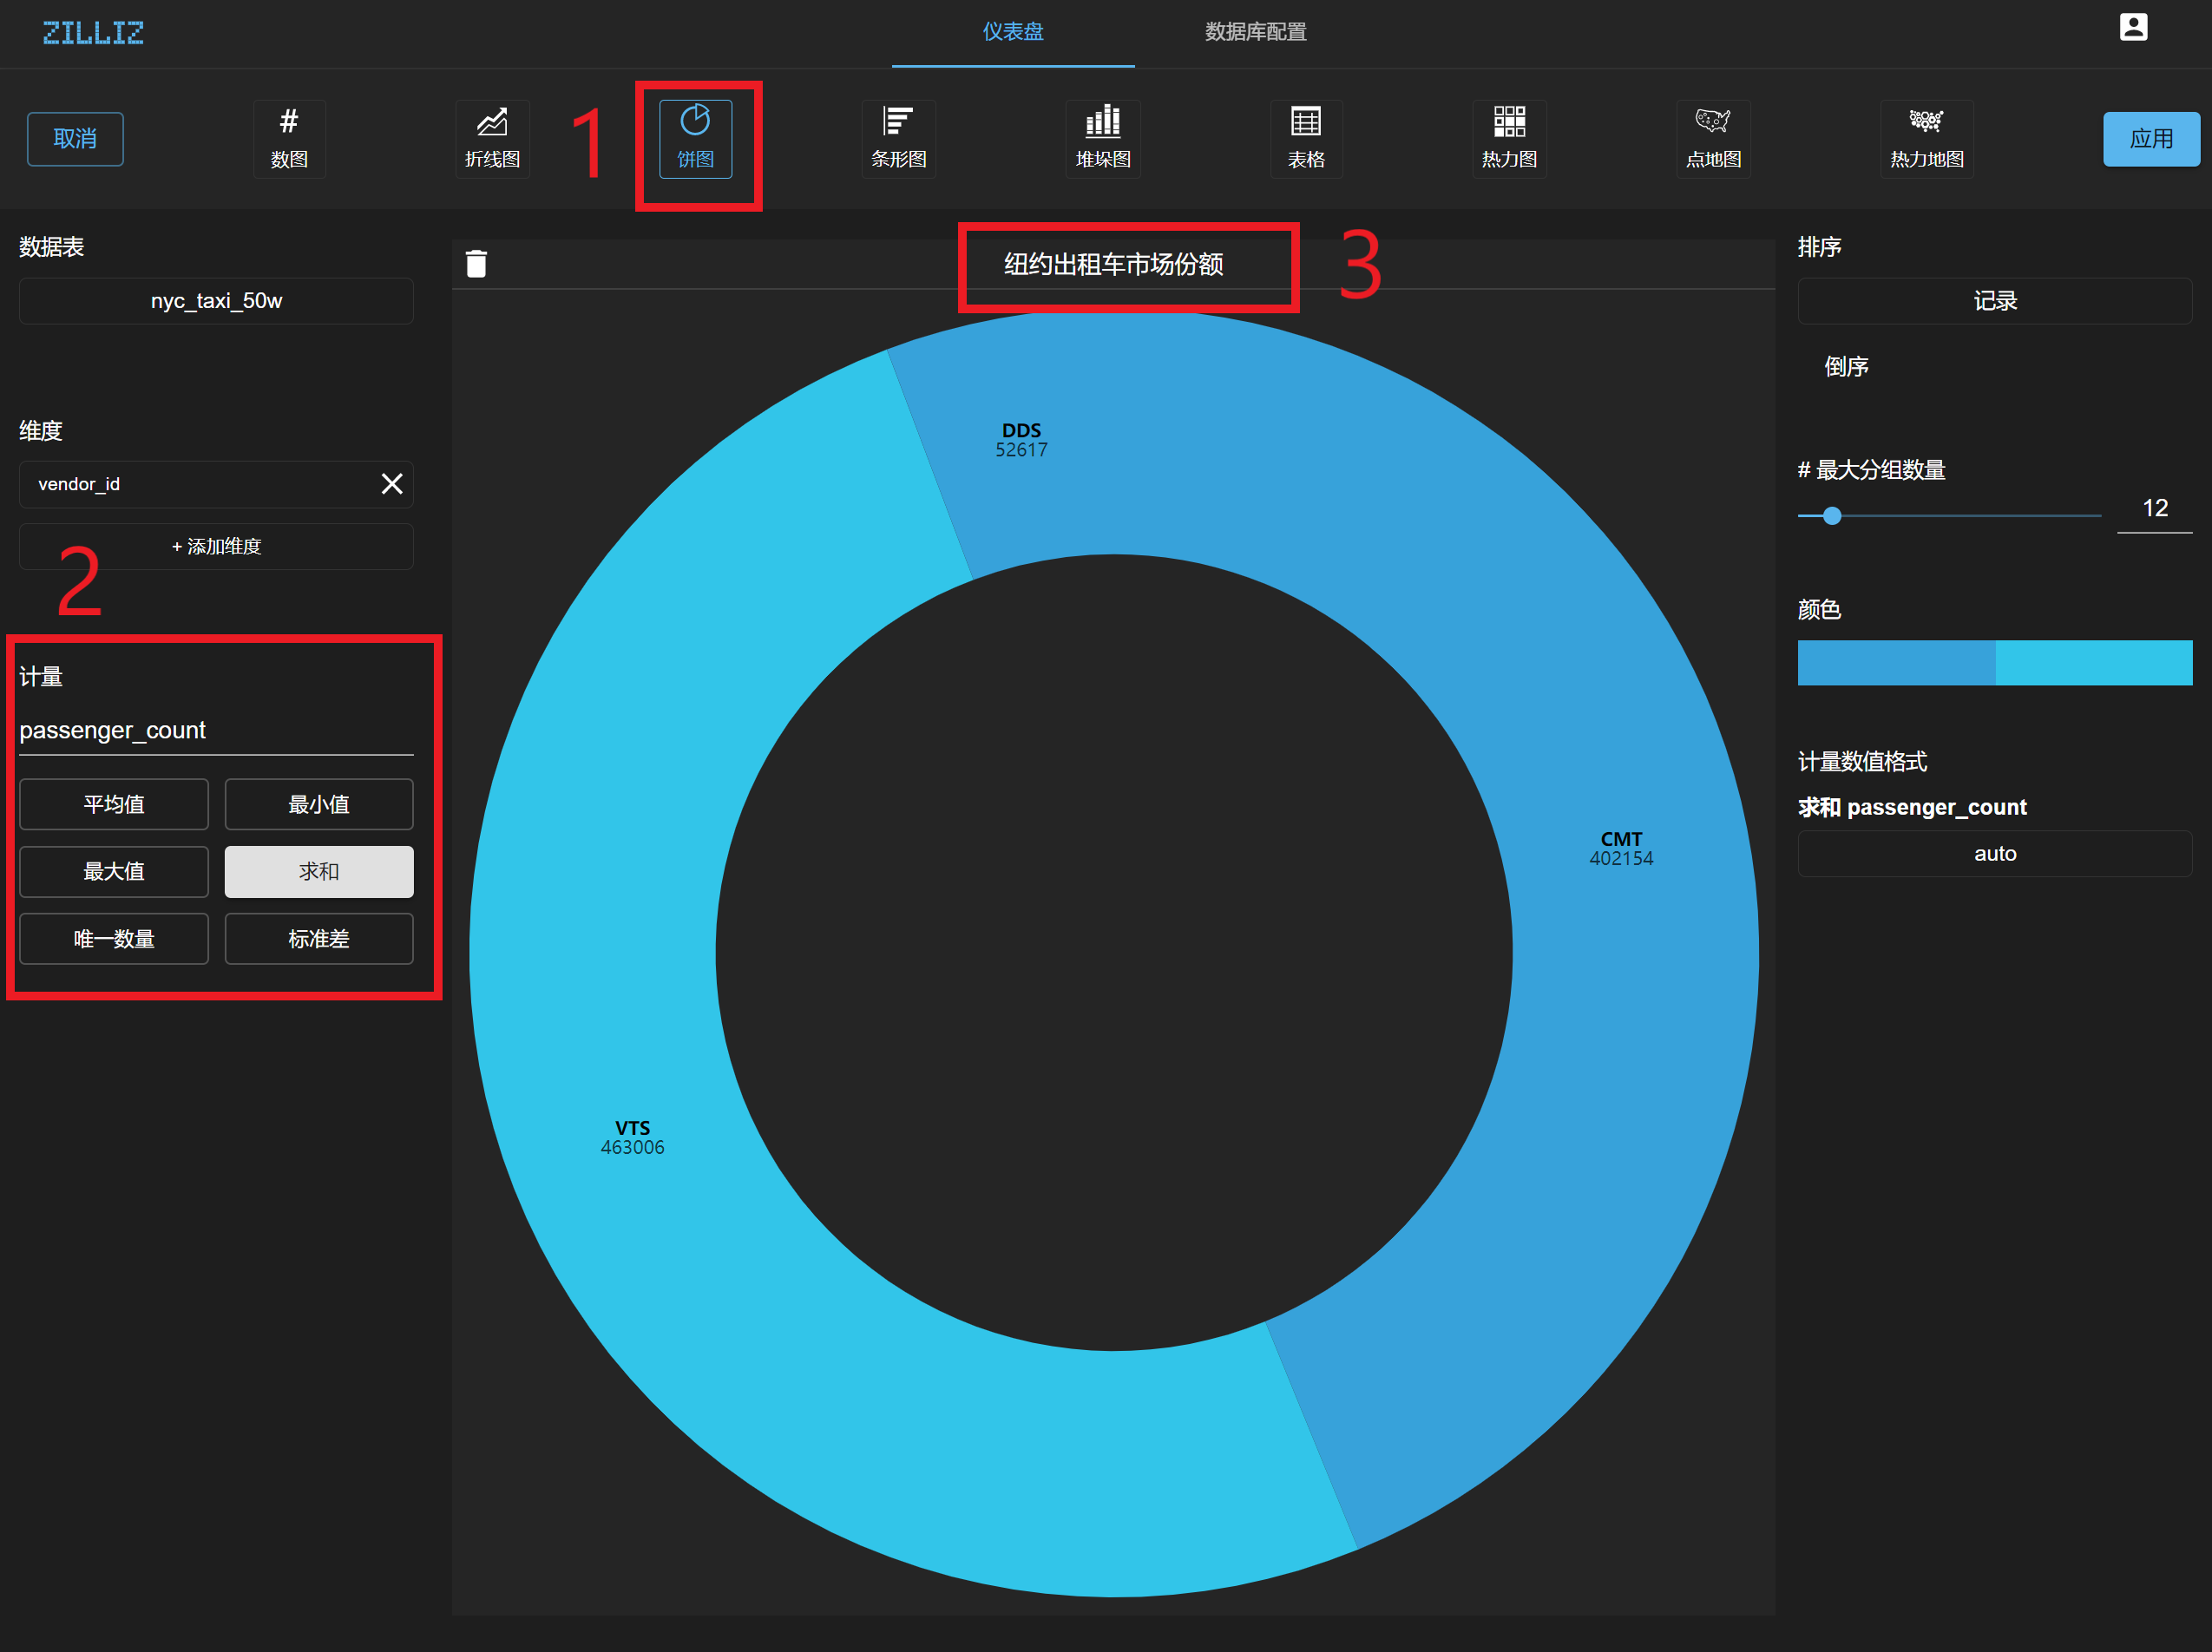 ZILLIZ
仪表盘
数据库配置
取消
#
数图
折线图
1
饼图
条形图
堆垛图
表格
热力图
点地图
热力地图
应用
数据表
nyc_taxi_50w
维度
vendor_id
+ 添加维度
2
计量
passenger_count
平均值
最小值
最大值
求和
唯一数量
标准差
纽约出租车市场份额
3
DDS
52617
CMT
402154
VTS
463006
排序
记录
倒序
# 最大分组数量
12
颜色
计量数值格式
求和 passenger_count
auto